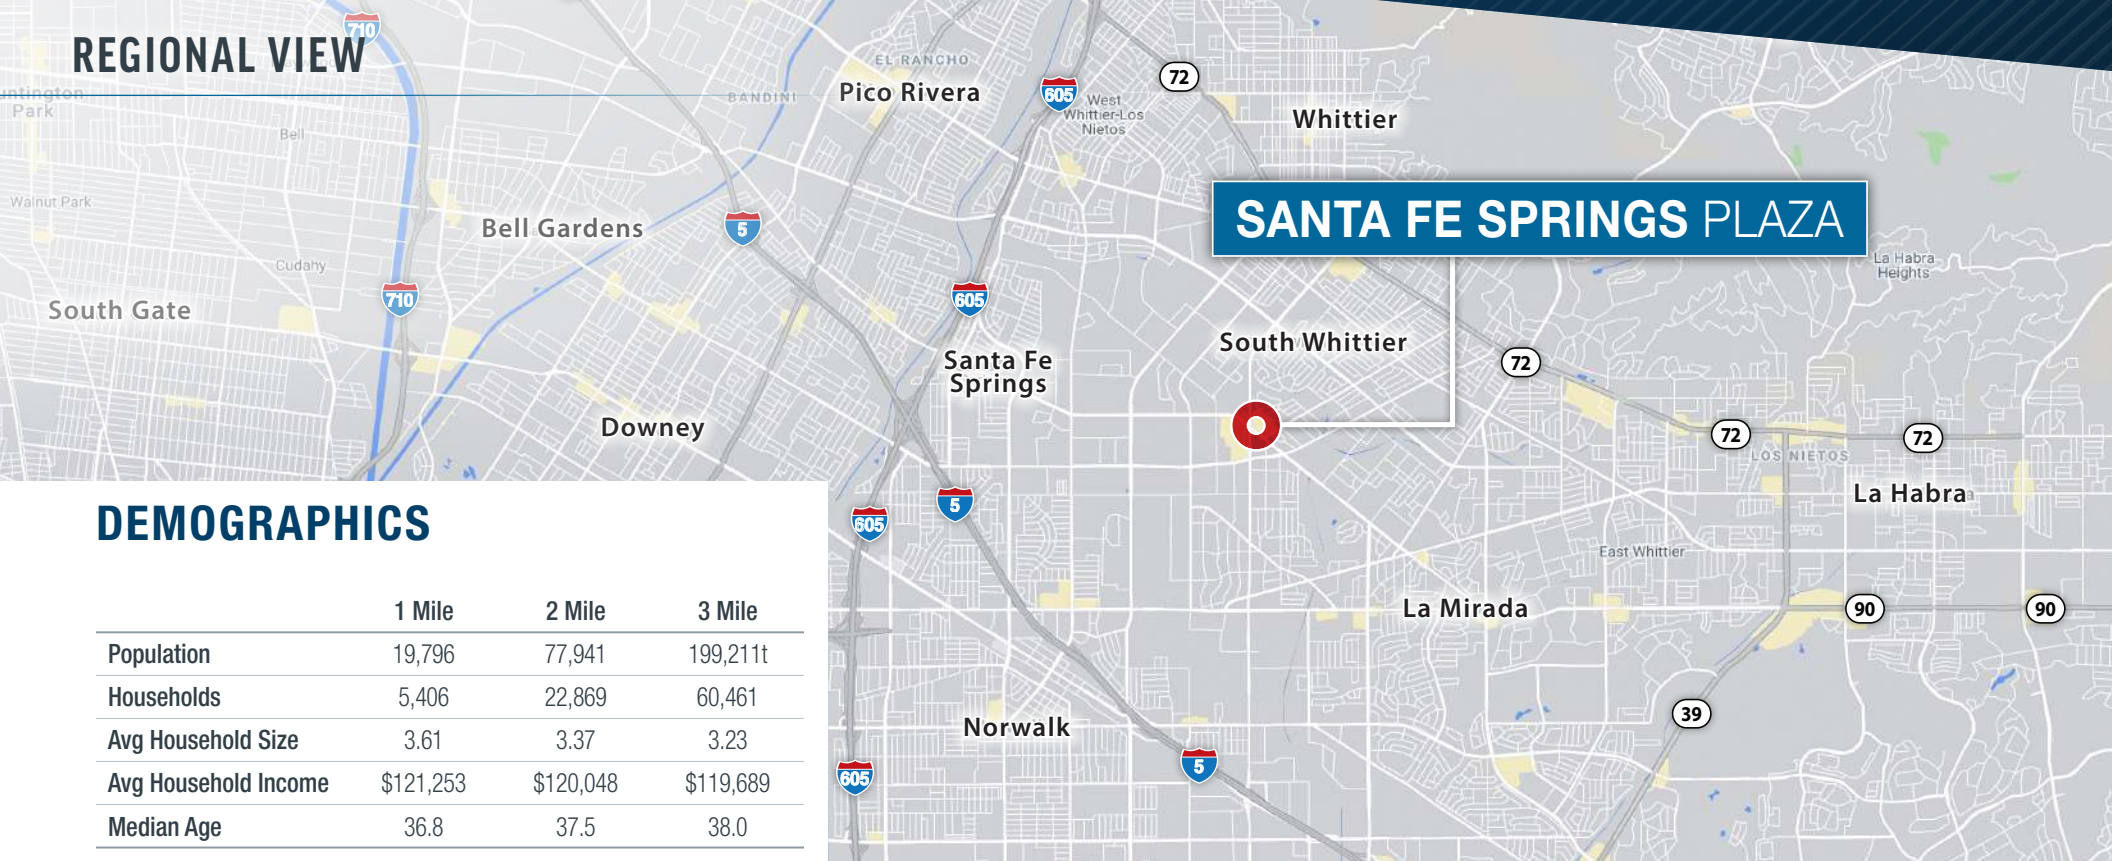 REGIONAL VIEW
710
untington
Park
Bell
BANDINI
EL RANCHO
Pico Rivera
605
West
Whittier-Los
Nietos
72
Whittier
Walnut Park
Bell Gardens
5
SANTA FE SPRINGS PLAZA
Cudahy
La Habra
Heights
South Gate
710
605
South Whittier
Santa Fe
Springs
72
Downey
72
72
LOS NIETOS
La Habra
5
605
East Whittier
La Mirada
90
90
39
Norwalk
5
605
DEMOGRAPHICS
1 Mile 2 Mile 3 Mile
Population 19,796 77,941 199,211t
Households 5,406 22,869 60,461
Avg Household Size 3.61 3.37 3.23
Avg Household Income $121,253 $120,048 $119,689
Median Age 36.8 37.5 38.0